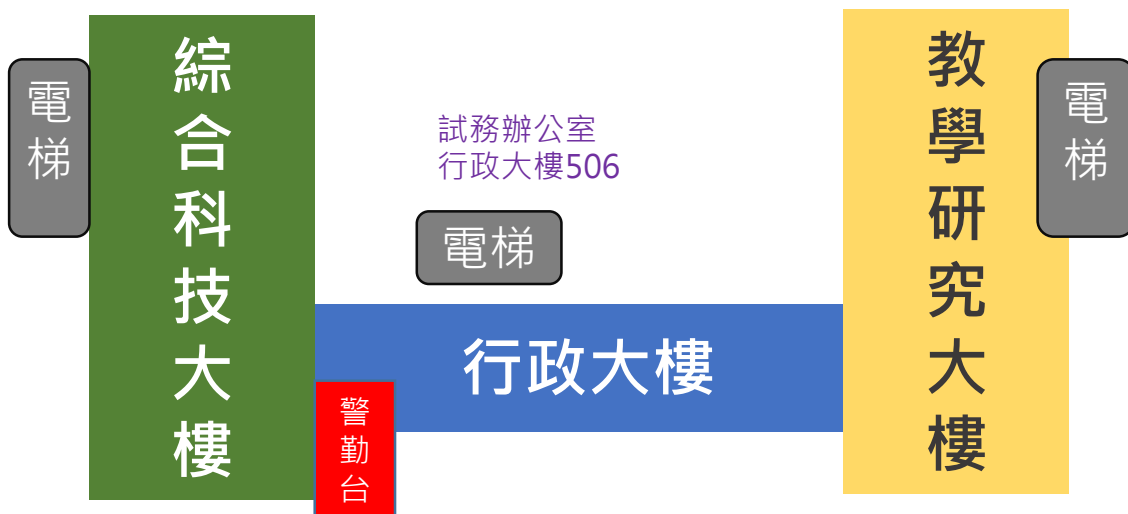 電梯
綜合科技大樓
試務辦公室
行政大樓506
電梯
行政大樓
警勤台
教學研究大樓
電梯